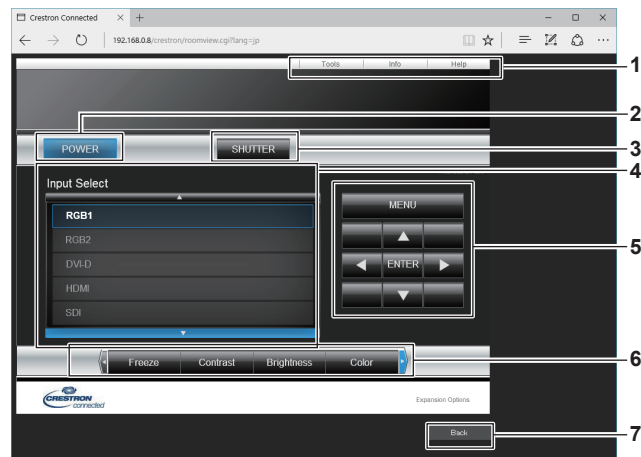 Crestron Connected
192.168.0.8/crestron/roomview.cgi?lang=jp
Tools Info Help
1
2
POWER
SHUTTER
3
4
Input Select
RGB1
RGB2
DVI-D
HDMI
SDI
MENU
ENTER
5
Freeze Contrast Brightness Color
6
CRESTRON
connected
Expansion Options
Back
7